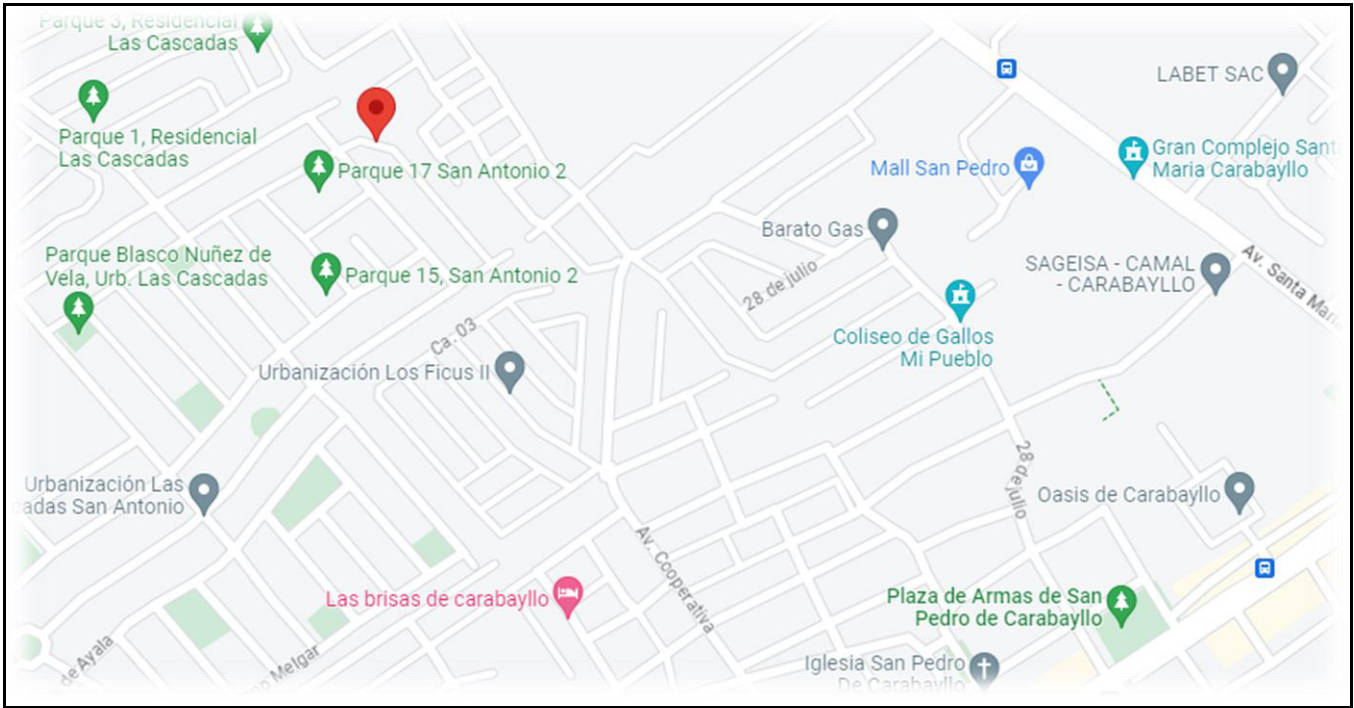 Parque 3, Residencial
Las Cascadas
LABET SAC
Parque 1, Residencial
Las Cascadas
Gran Complejo Sant
Maria Carabayllo
Mall San Pedro
Parque 17 San Antonio 2
Barato Gas
Parque Blasco Nuñez de
Vela, Urb. Las Cascadas
Parque 15, San Antonio 2
28 de julio
SAGEISA - CAMAL
- CARABAYLLO
Av. Santa Marí
Ca. 03
Coliseo de Gallos
Mi Pueblo
Urbanización Los Ficus II
Urbanización Las
adas San Antonio
28 de julio
Oasis de Carabayllo
Av. Cooperativa
Las brisas de carabayllo
Plaza de Armas de San
Pedro de Carabayllo
de Ayala
no Melgar
Iglesia San Pedro
De Carabayllo